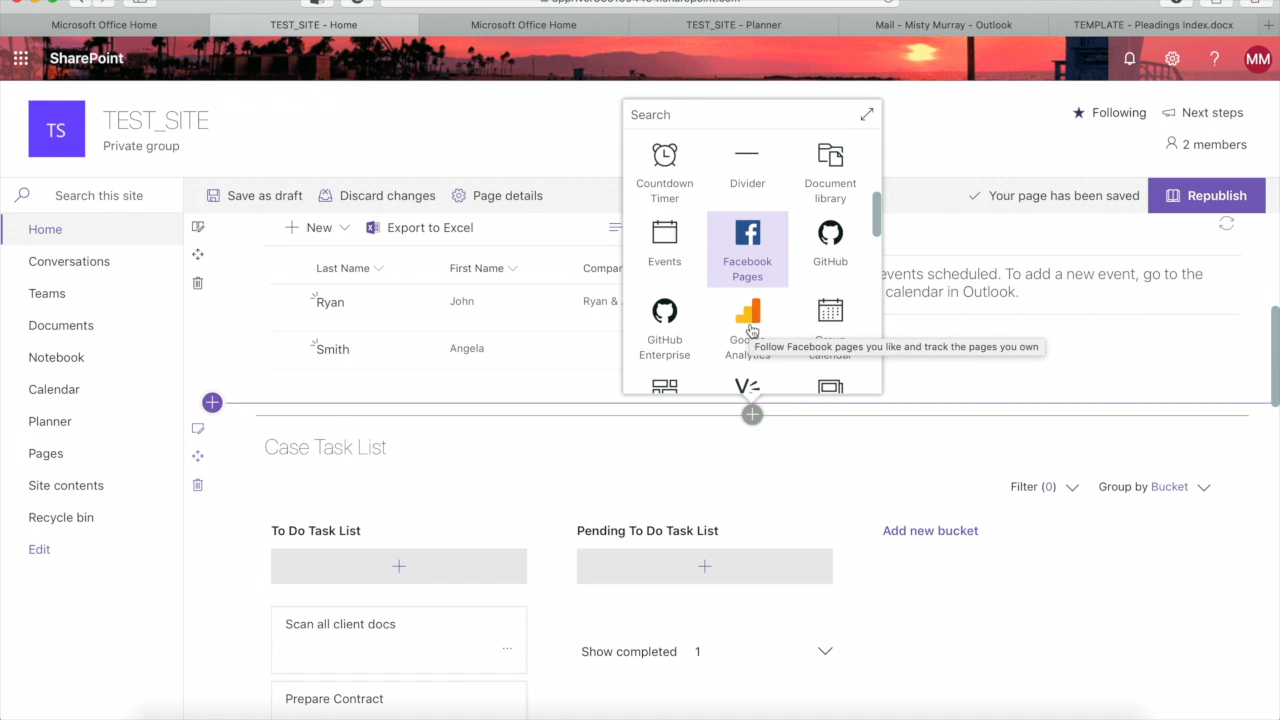 Microsoft Office Home
TEST_SITE - Home
Microsoft Office Home
TEST_SITE - Planner
Mail - Misty Murray - Outlook
TEMPLATE - Pleadings Index.docx
SharePoint
MM
TS
TEST_SITE
Private group
Following
Next steps
2 members
Search this site
Save as draft
Discard changes
Page details
Your page has been saved
Republish
Home
Conversations
Teams
Documents
Notebook
Calendar
Planner
Pages
Site contents
Recycle bin
Edit
New
Export to Excel
Last Name
First Name
Ryan
John
Ryan &
Smith
Angela
Search
Countdown
Timer
Divider
Document
library
Events
Facebook
Pages
GitHub
GitHub
Enterprise
Analytics
Follow Facebook pages you like and track the pages you own
events scheduled. To add a new event, go to the
calendar in Outlook.
Case Task List
Filter (0)
Group by Bucket
To Do Task List
Pending To Do Task List
Add new bucket
Scan all client docs
...
Show completed 1
Prepare Contract